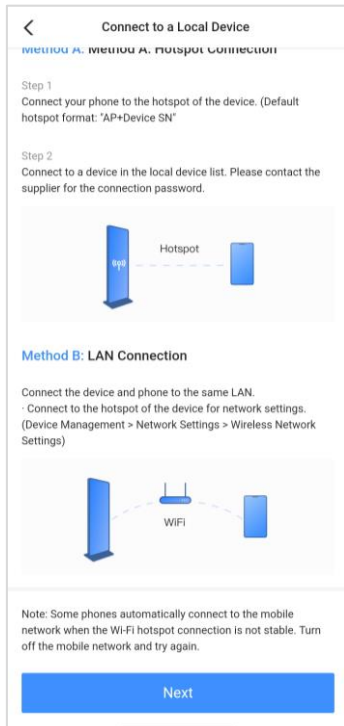 Connect to a Local Device
Method A: Method A: Hotspot Connection
Step 1
Connect your phone to the hotspot of the device. (Default
hotspot format: "AP+Device SN"
Step 2
Connect to a device in the local device list. Please contact the
supplier for the connection password.
Hotspot
Method B: LAN Connection
Connect the device and phone to the same LAN.
· Connect to the hotspot of the device for network settings.
(Device Management > Network Settings > Wireless Network
Settings)
WiFi
Note: Some phones automatically connect to the mobile
network when the Wi-Fi hotspot connection is not stable. Turn
off the mobile network and try again.
Next